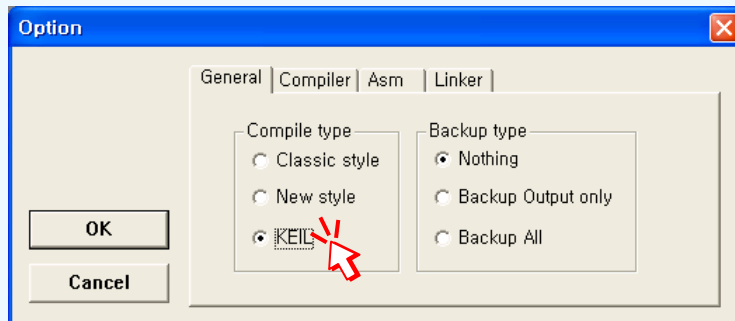 Option
General Compiler Asm Linker
Compile type
Classic style
New style
KEIL
Backup type
Nothing
Backup Output only
Backup All
OK
Cancel